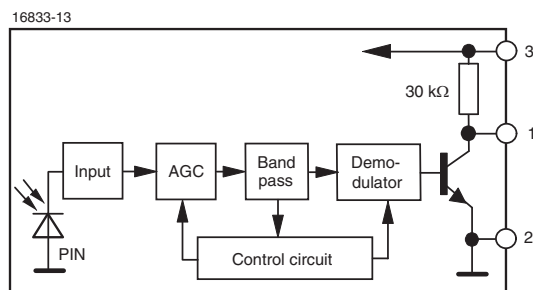 16833-13
3
30 kΩ
1
Input
AGC
Band
pass
Demo-
dulator
PIN
Control circuit
2